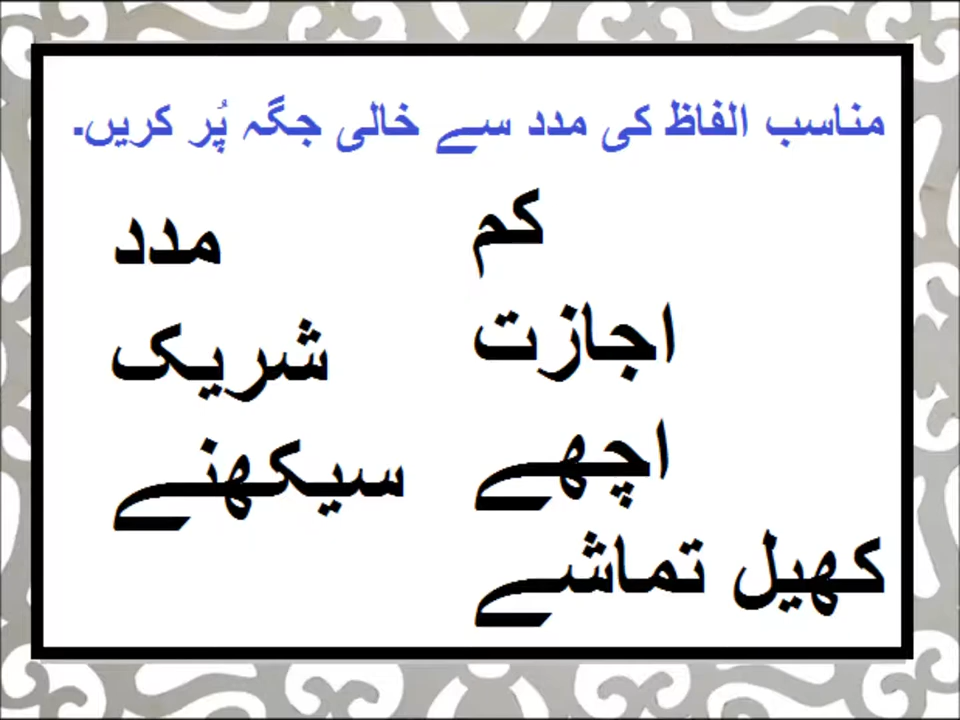 مناسب الفاظ کی مدد سے خالی جگہ پُر کریں۔
کم
مدد
اجازت
شریک
اچھے
سیکھنے
کھیل تماشے